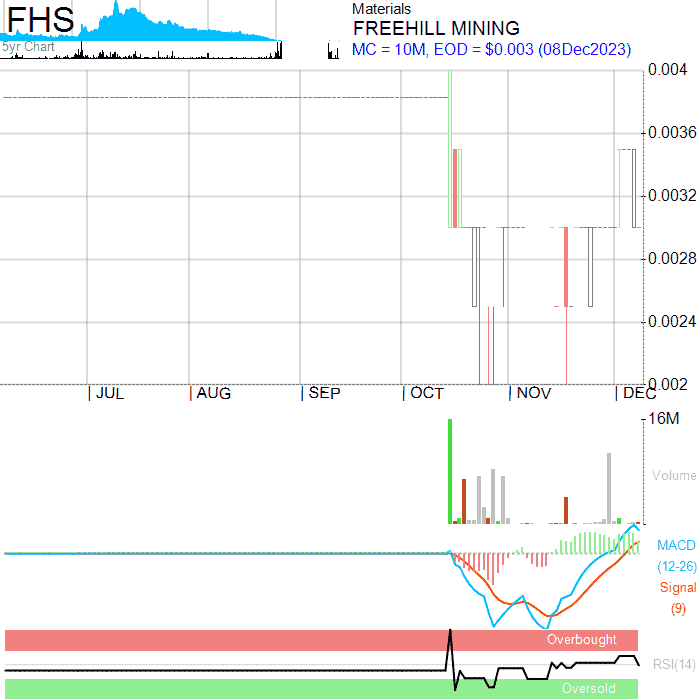 FHS
5yr Chart
Materials
FREEHILL MINING
MC = 10M, EOD = $0.003 (08Dec2023)
0.004
0.0036
0.0032
0.0028
0.0024
0.002
JUL AUG SEP OCT NOV DEC
16M
Volume
MACD
(12-26)
Signal
(9)
Overbought
RSI(14)
Oversold